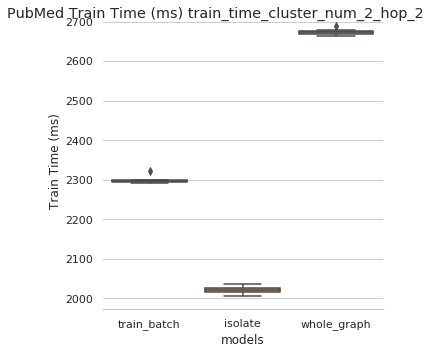 PubMed Train Time (ms) train_time_cluster_num_2_hop_2
2700
2600
2500
2400
2300
2200
2100
2000
Train Time (ms)
train_batch isolate whole_graph
models